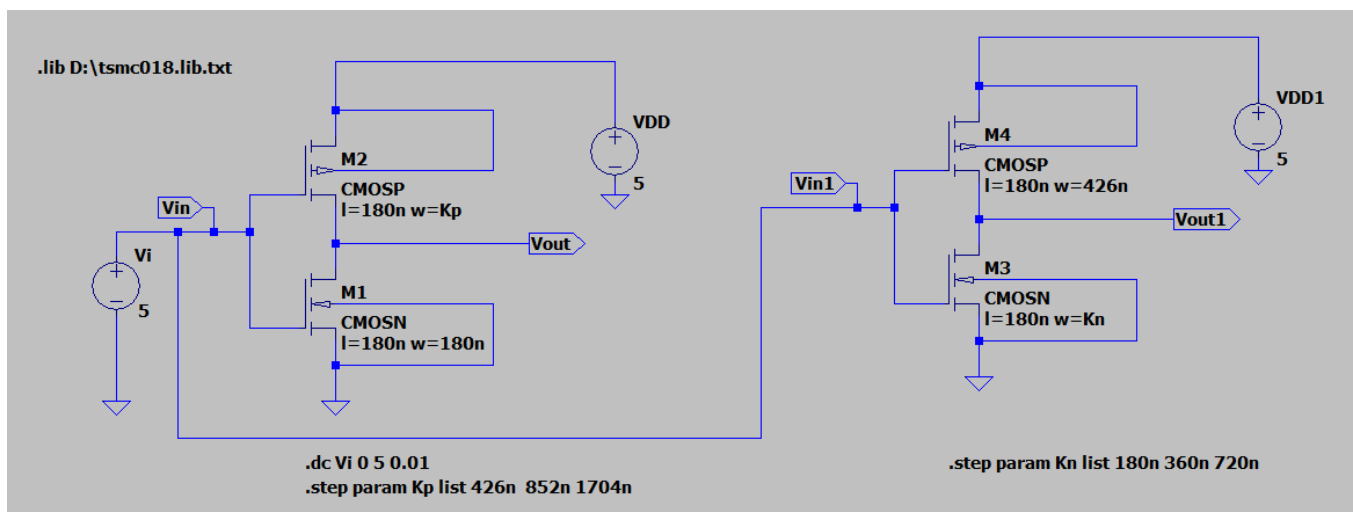 .lib D:\tsmc018.lib.txt
VDD
5
M2
CMOSP
l=180n w=Kp
Vin
Vout
Vi
5
M1
CMOSN
l=180n w=180n
VDD1
5
M4
CMOSP
l=180n w=426n
Vin1
Vout1
M3
CMOSN
l=180n w=Kn
.dc Vi 0 5 0.01
.step param Kp list 426n  852n 1704n
.step param Kn list 180n 360n 720n